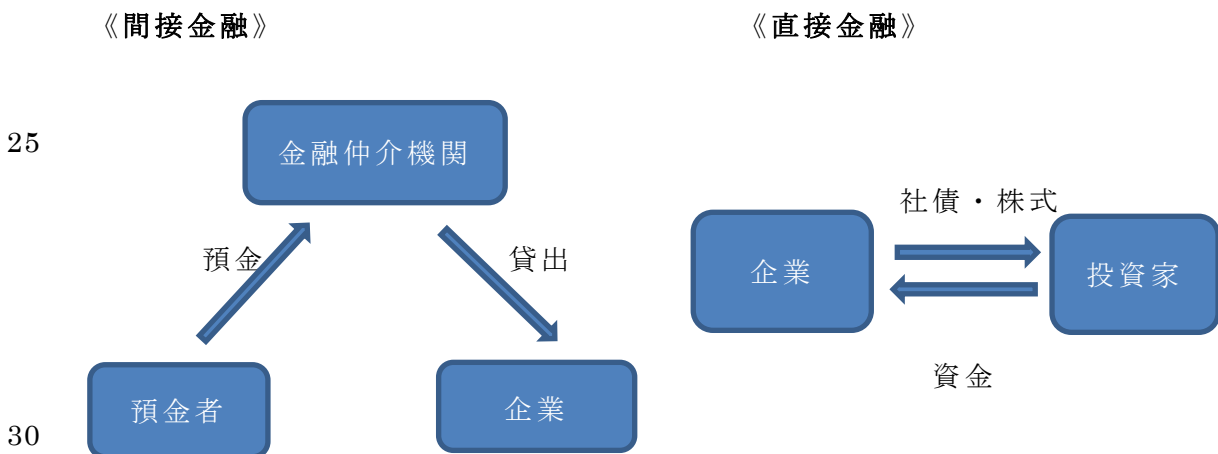 《間接金融》
《直接金融》
25
金融仲介機関
預金
貸出
預金者
企業
30
社債・株式
企業
投資家
資金